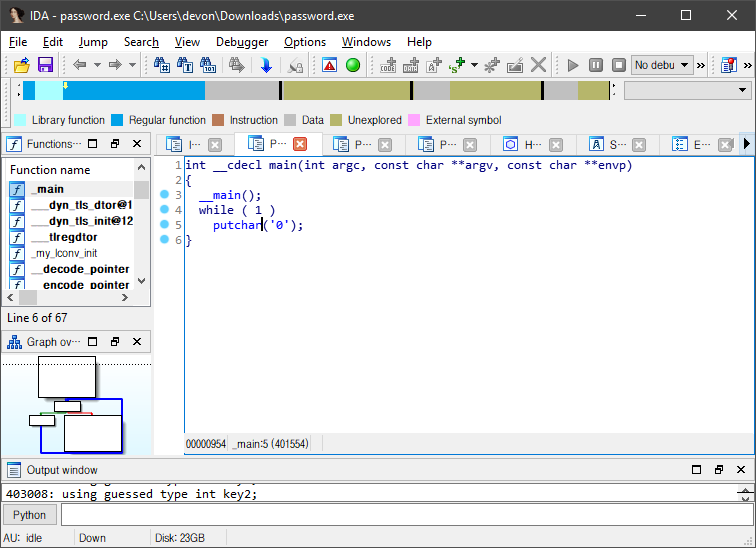 IDA - password.exe C:\Users\devon\Downloads\password.exe
File Edit Jump Search View Debugger Options Windows Help
No debu
Library function Regular function Instruction Data Unexplored External symbol
Functions… I… P… P… P… H… S… E…
Function name
_main
___dyn_tls_dtor@1
___dyn_tls_init@12
___tlregdtor
_my_lconv_init
__decode_pointer
__encode_pointer
Line 6 of 67
Graph ov…
1 int __cdecl main(int argc, const char **argv, const char **envp)
2 {
3 __main();
4 while ( 1 )
5 putchar('0');
6 }
00000954 _main:5 (401554)
Output window
403008: using guessed type int key2;
Python
AU: idle Down Disk: 23GB